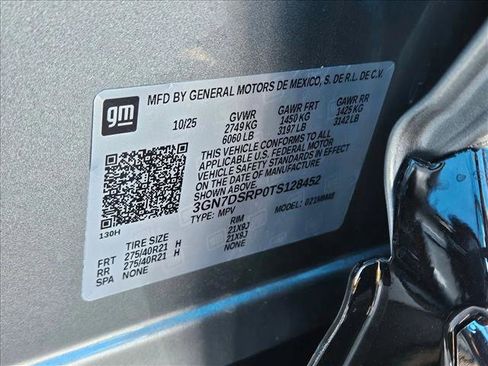 gm
MFD BY GENERAL MOTORS DE MEXICO, S. DE R.L. DE C.V.
10/25 GVWR GAWR FRT GAWR RR
2749 KG 1450 KG 1425 KG
6060 LB 3197 LB 3142 LB
THIS VEHICLE CONFORMS TO ALL
APPLICABLE U.S. FEDERAL MOTOR
VEHICLE SAFETY STANDARDS IN EFFECT
ON THE DATE OF MANUFACTURE
SHOWN ABOVE.
3GN7DSRP0TS128452
TYPE: MPV MODEL:
130H
TIRE SIZE RIM
FRT 275/40R21 H 21X9J
RR 275/40R21 H 21X9J
SPA NONE NONE